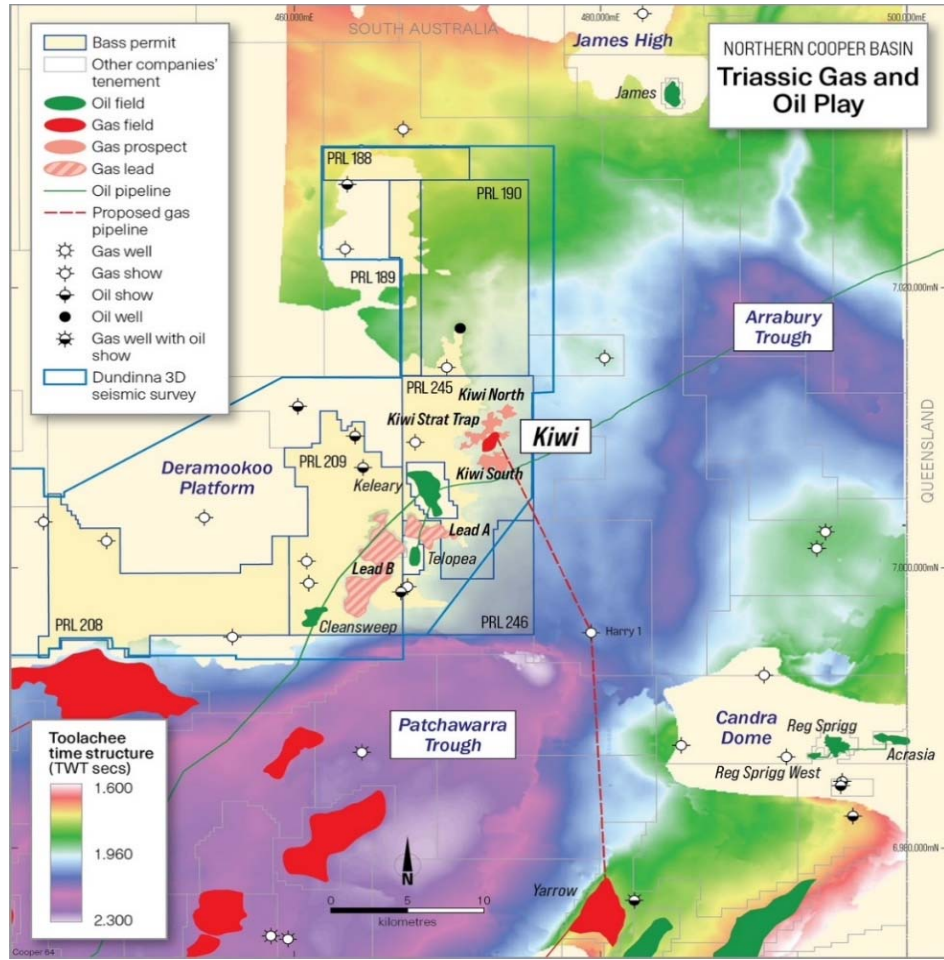 460,000mE
480,000mE
500,000mE
SOUTH AUSTRALIA
Bass permit
Other companies'
tenement
Oil field
Gas field
Gas prospect
Gas lead
Oil pipeline
Proposed gas
pipeline
Gas well
Gas show
Oil show
Oil well
Gas well with oil
show
Dundinna 3D
seismic survey
James High
James
NORTHERN COOPER BASIN
Triassic Gas and
Oil Play
PRL 188
PRL 190
PRL 189
7,020,000mN
Arrabury
Trough
QUEENSLAND
PRL 245
Kiwi North
Kiwi Strat Trap
Kiwi
Kiwi South
PRL 209
Keleary
Deramookoo
Platform
Lead A
Telopea
Lead B
7,000,000mN
Cleansweep
PRL 208
PRL 246
Harry 1
Patchawarra
Trough
Candra
Dome
Reg Sprigg
Acrasia
Reg Sprigg West
Toolachee
time structure
(TWT secs)
1.600
1.960
2.300
6,980,000mN
N
0
5
10
kilometres
Yarrow
Cooper 84